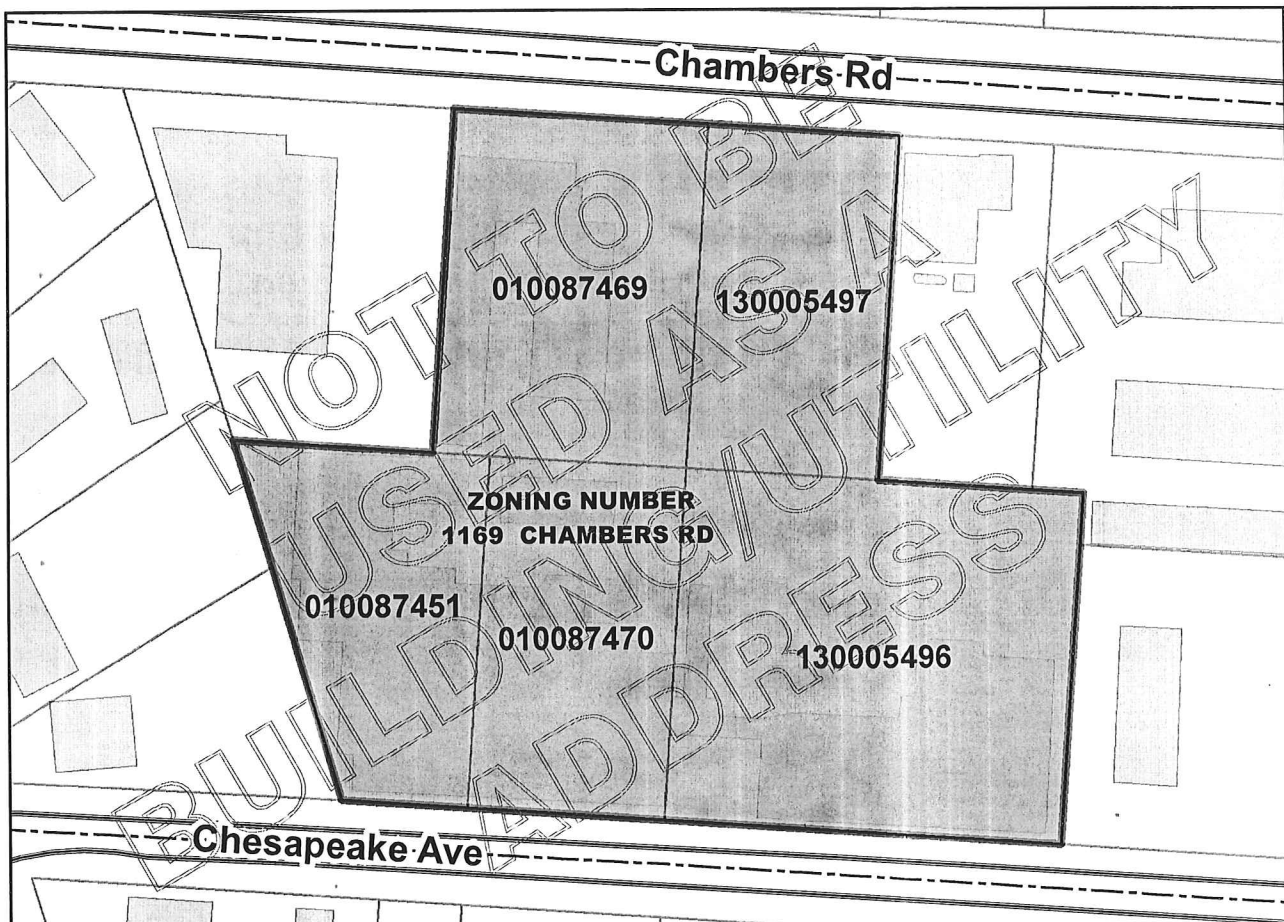 Chambers Rd
010087469
130005497
ZONING NUMBER
1169 CHAMBERS RD
010087451
010087470
130005496
Chesapeake Ave
NOT TO BE
USED AS A
BUILDING/UTILITY
ADDRESS